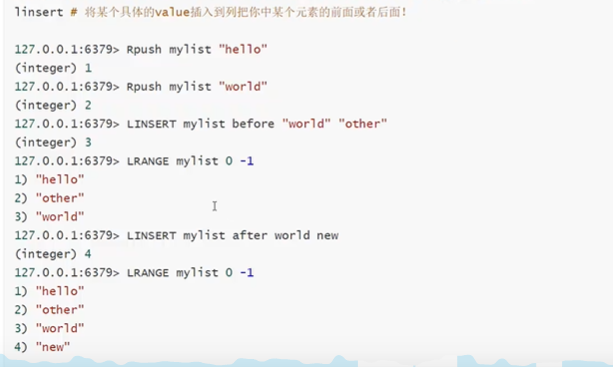 linsert # 将某个具体的value插入到列把你中某个元素的前面或者后面！
127.0.0.1:6379> Rpush mylist "hello"
(integer) 1
127.0.0.1:6379> Rpush mylist "world"
(integer) 2
127.0.0.1:6379> LINSERT mylist before "world" "other"
(integer) 3
127.0.0.1:6379> LRANGE mylist 0 -1
1) "hello"
2) "other"
3) "world"
127.0.0.1:6379> LINSERT mylist after world new
(integer) 4
127.0.0.1:6379> LRANGE mylist 0 -1
1) "hello"
2) "other"
3) "world"
4) "new"